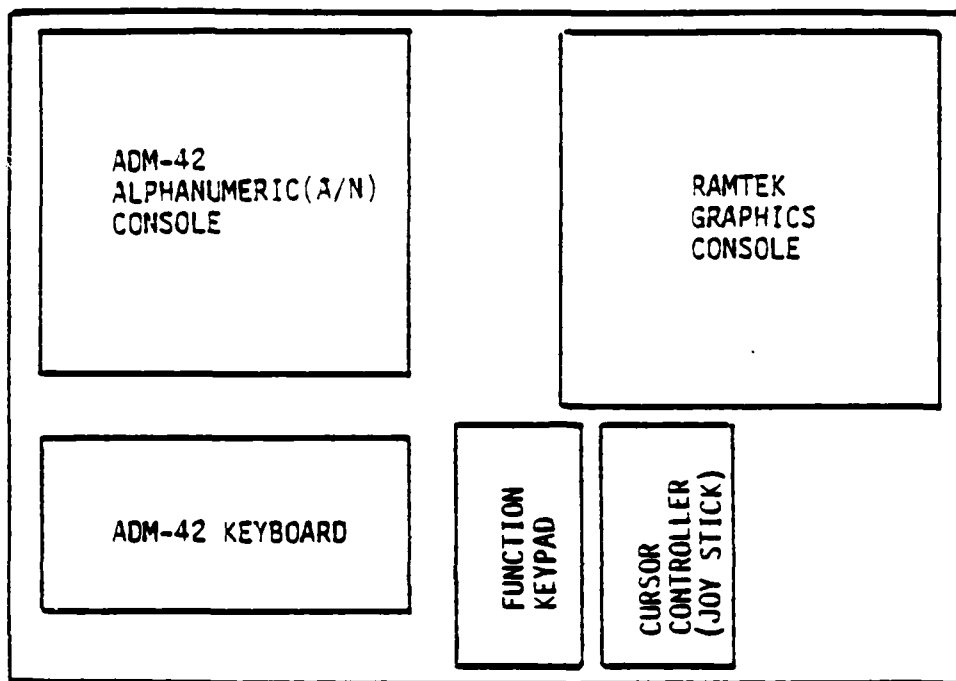 ADM-42
ALPHANUMERIC(A/N)
CONSOLE
RAMTEK
GRAPHICS
CONSOLE
ADM-42 KEYBOARD
FUNCTION
KEYPAD
CURSOR
CONTROLLER
(JOY STICK)